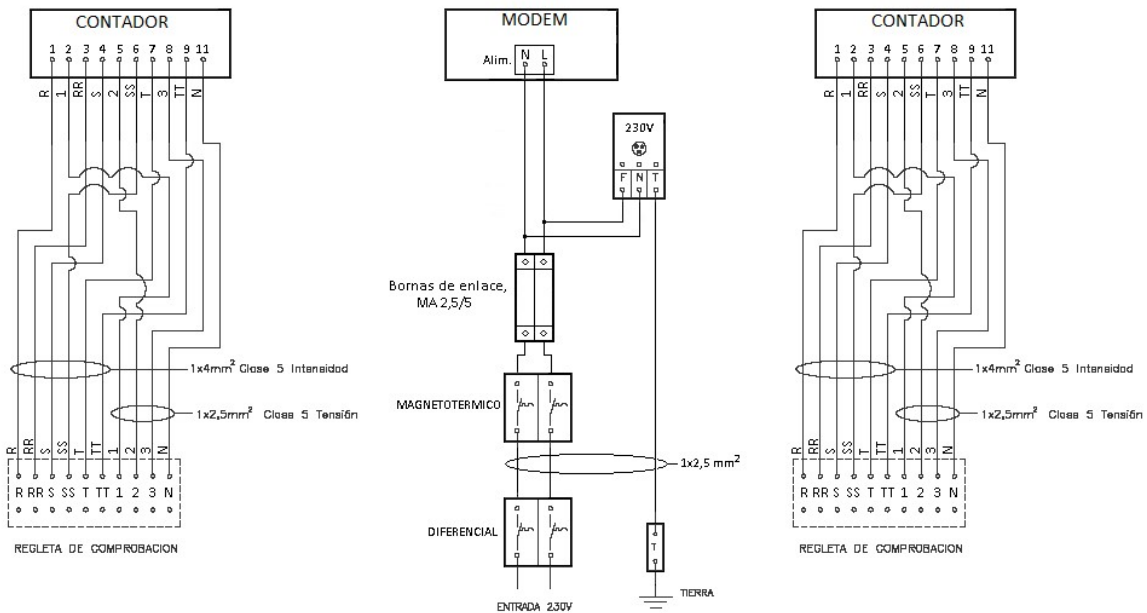 CONTADOR
1 2 3 4 5 6 7 8 9 11
R 1 RR S 2 SS T 3 TT N
1x4mm² Clase 5 Intensidad
1x2,5mm² Clase 5 Tensión
R RR S SS T TT 1 2 3 N
R RR S SS T TT 1 2 3 N
REGLETA DE COMPROBACION
MODEM
Alim. N L
230V
F N T
Bornas de enlace,
MA 2,5/5
MAGNETOTERMICO
1x2,5 mm²
DIFERENCIAL
T
ENTRADA 230V
TIERRA
CONTADOR
1 2 3 4 5 6 7 8 9 11
R 1 RR S 2 SS T 3 TT N
1x4mm² Clase 5 Intensidad
1x2,5mm² Clase 5 Tensión
R RR S SS T TT 1 2 3 N
R RR S SS T TT 1 2 3 N
REGLETA DE COMPROBACION